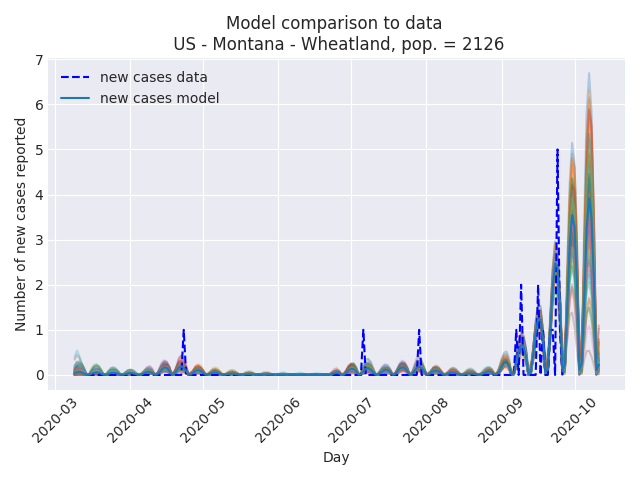 Model comparison to data
US - Montana - Wheatland, pop. = 2126
new cases data
new cases model
Number of new cases reported
7
6
5
4
3
2
1
0
2020-03
2020-04
2020-05
2020-06
2020-07
2020-08
2020-09
2020-10
Day